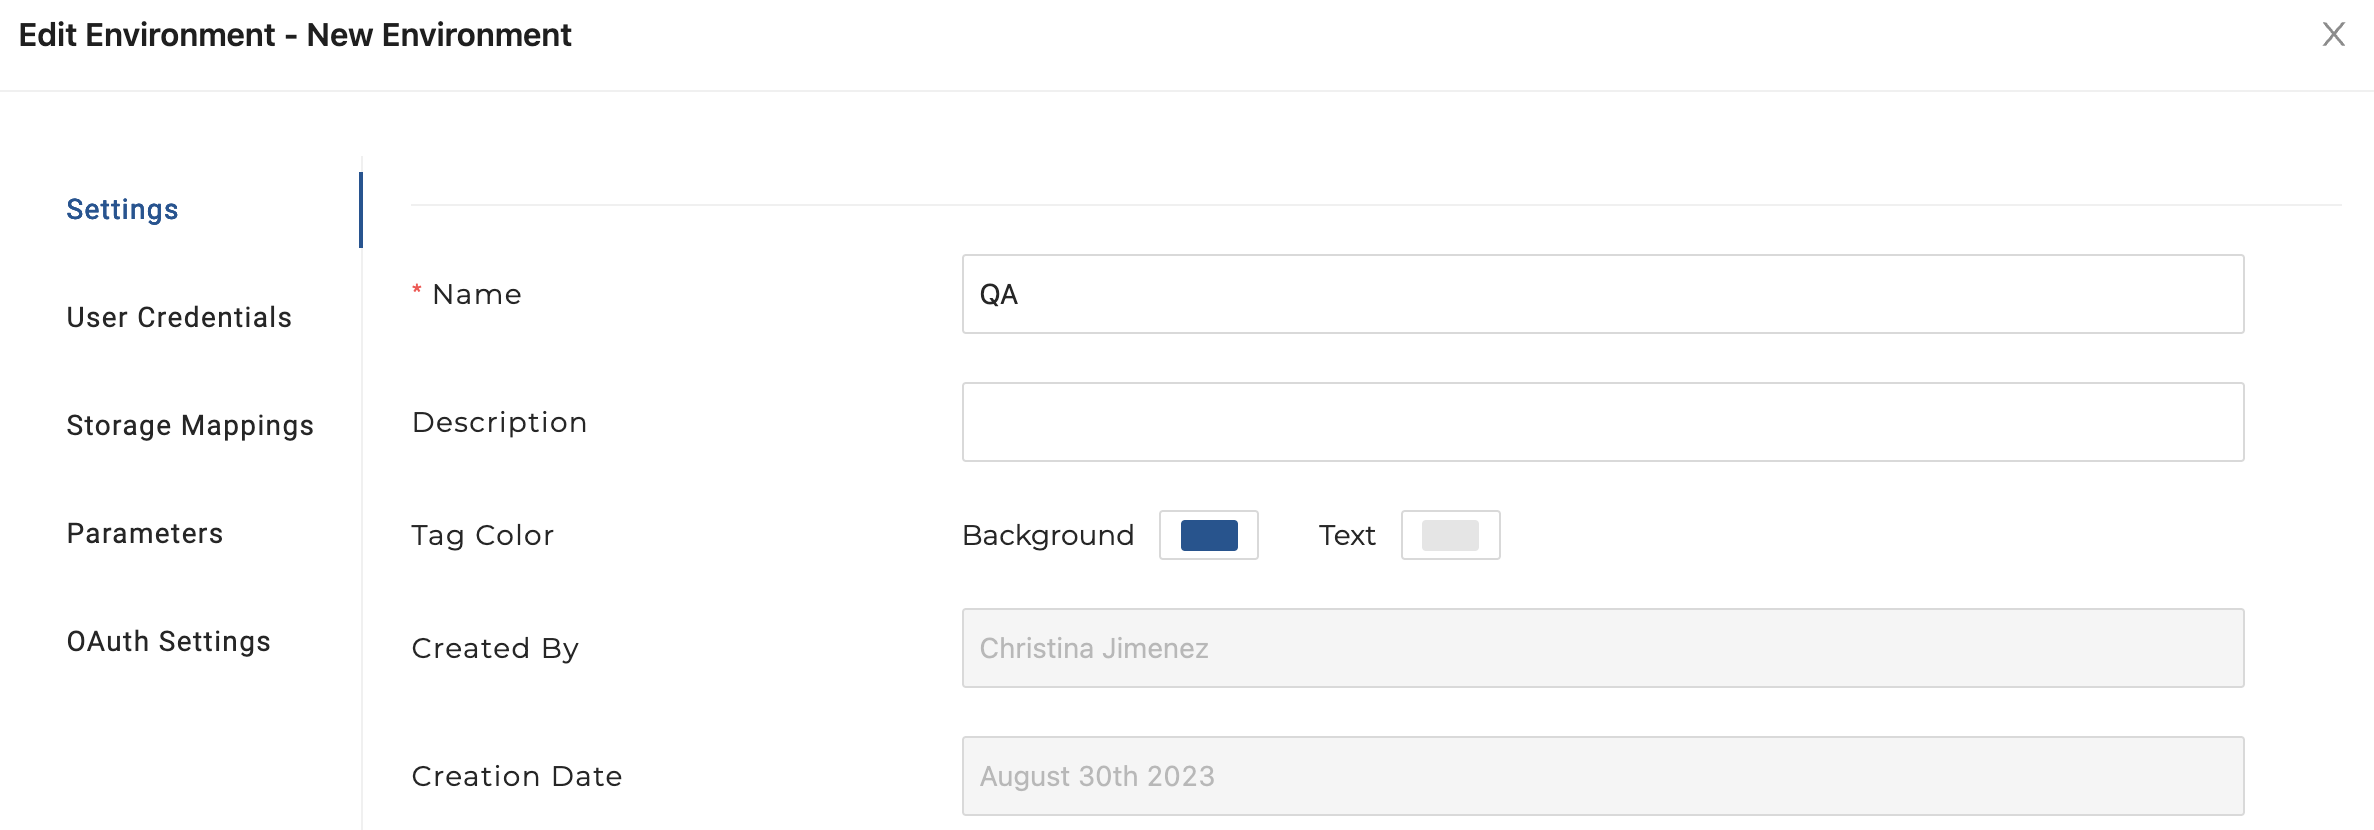 Edit Environment - New Environment
Settings
User Credentials
Storage Mappings
Parameters
OAuth Settings
* Name
QA
Description
Tag Color
Background
Text
Created By
Christina Jimenez
Creation Date
August 30th 2023